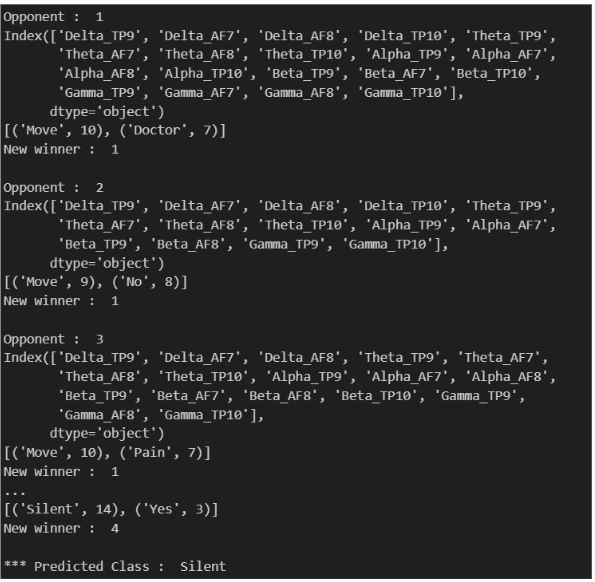 Opponent :  1
Index(['Delta_TP9', 'Delta_AF7', 'Delta_AF8', 'Delta_TP10', 'Theta_TP9',
       'Theta_AF7', 'Theta_AF8', 'Theta_TP10', 'Alpha_TP9', 'Alpha_AF7',
       'Alpha_AF8', 'Alpha_TP10', 'Beta_TP9', 'Beta_AF7', 'Beta_TP10',
       'Gamma_TP9', 'Gamma_AF7', 'Gamma_AF8', 'Gamma_TP10'],
      dtype='object')
[('Move', 10), ('Doctor', 7)]
New winner :  1
Opponent :  2
Index(['Delta_TP9', 'Delta_AF7', 'Delta_AF8', 'Delta_TP10', 'Theta_TP9',
       'Theta_AF7', 'Theta_AF8', 'Theta_TP10', 'Alpha_TP9', 'Alpha_AF7',
       'Beta_TP9', 'Beta_AF8', 'Gamma_TP9', 'Gamma_TP10'],
      dtype='object')
[('Move', 9), ('No', 8)]
New winner :  1
Opponent :  3
Index(['Delta_TP9', 'Delta_AF7', 'Delta_AF8', 'Theta_TP9', 'Theta_AF7',
       'Theta_AF8', 'Theta_TP10', 'Alpha_TP9', 'Alpha_AF7', 'Alpha_AF8',
       'Beta_TP9', 'Beta_AF7', 'Beta_AF8', 'Beta_TP10', 'Gamma_TP9',
       'Gamma_AF8', 'Gamma_TP10'],
      dtype='object')
[('Move', 10), ('Pain', 7)]
New winner :  1
...
[('Silent', 14), ('Yes', 3)]
New winner :  4
*** Predicted Class :  Silent